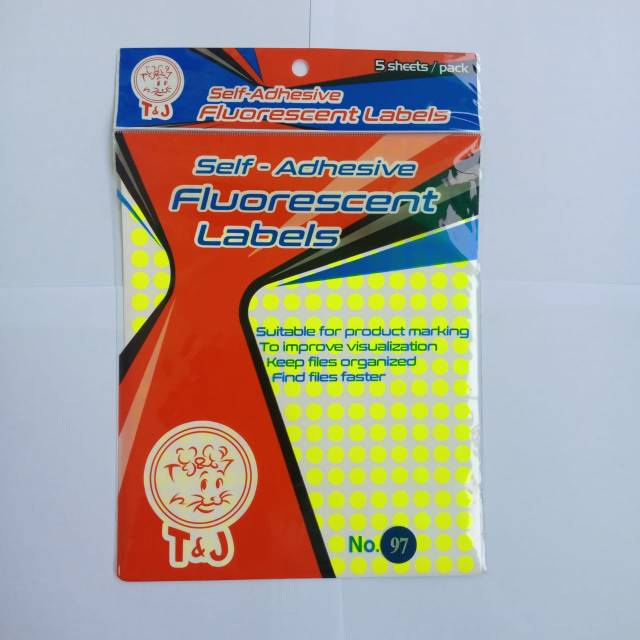 5 sheets / pack
Self-Adhesive
Fluorescent Labels
T&J
Self - Adhesive
Fluorescent
Labels
Suitable for product marking
To improve visualization
Keep files organized
Find files faster
T&J
No. 97